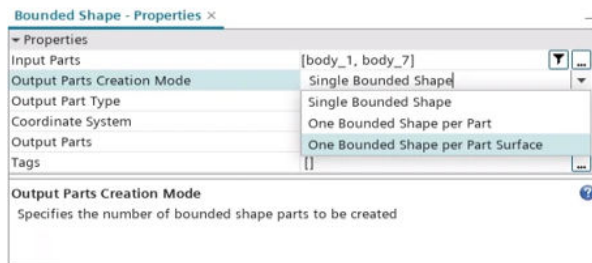 Bounded Shape - Properties ×
Properties
Input Parts [body_1, body_7] ...
Output Parts Creation Mode Single Bounded Shape
Output Part Type Single Bounded Shape
Coordinate System One Bounded Shape per Part
Output Parts One Bounded Shape per Part Surface
Tags [] ...
Output Parts Creation Mode ?
Specifies the number of bounded shape parts to be created